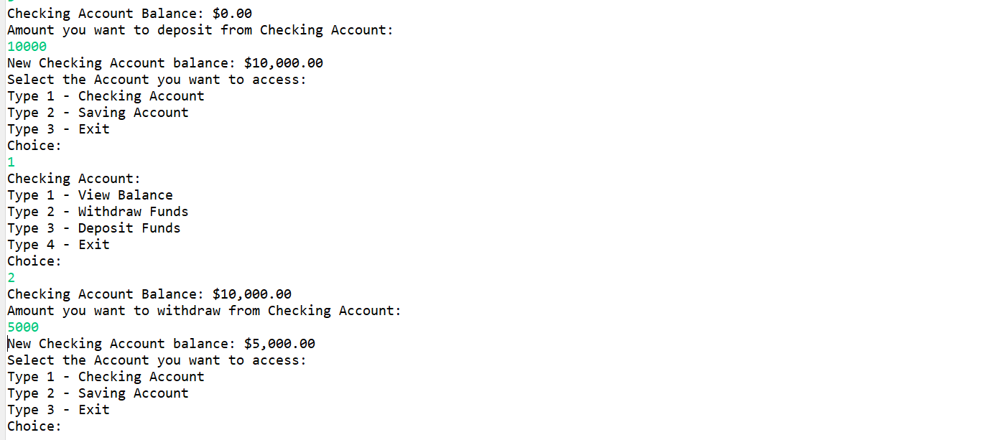 Checking Account Balance: $0.00
Amount you want to deposit from Checking Account:
10000
New Checking Account balance: $10,000.00
Select the Account you want to access:
Type 1 - Checking Account
Type 2 - Saving Account
Type 3 - Exit
Choice:
1
Checking Account:
Type 1 - View Balance
Type 2 - Withdraw Funds
Type 3 - Deposit Funds
Type 4 - Exit
Choice:
2
Checking Account Balance: $10,000.00
Amount you want to withdraw from Checking Account:
5000
New Checking Account balance: $5,000.00
Select the Account you want to access:
Type 1 - Checking Account
Type 2 - Saving Account
Type 3 - Exit
Choice: